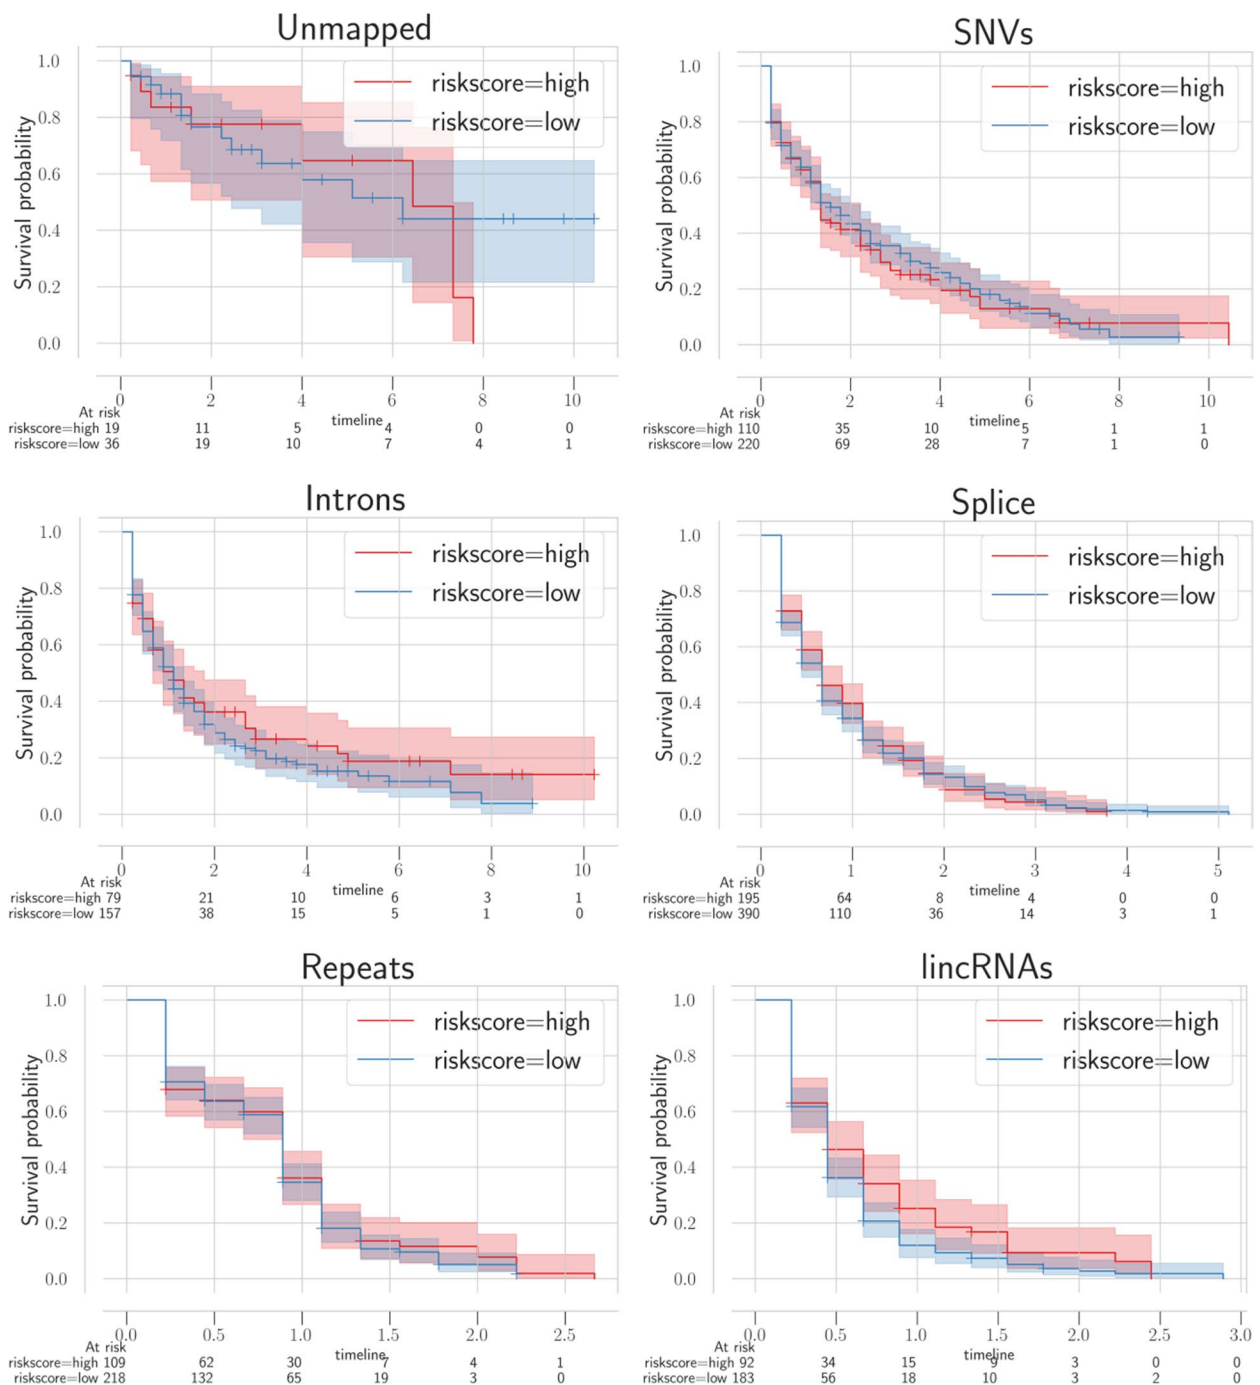 Unmapped
riskscore=high
riskscore=low
Survival probability
1.0
0.8
0.6
0.4
0.2
0.0
0 2 4 6 8 10
At risk
timeline
riskscore=high 19 11 5 4 0 0
riskscore=low 36 19 10 7 4 1
SNVs
riskscore=high
riskscore=low
Survival probability
1.0
0.8
0.6
0.4
0.2
0.0
0 2 4 6 8 10
At risk
timeline
riskscore=high 110 35 10 5 1 1
riskscore=low 220 69 28 7 1 0
Introns
riskscore=high
riskscore=low
Survival probability
1.0
0.8
0.6
0.4
0.2
0.0
0 2 4 6 8 10
At risk
timeline
riskscore=high 79 21 10 6 3 1
riskscore=low 157 38 15 5 1 0
Splice
riskscore=high
riskscore=low
Survival probability
1.0
0.8
0.6
0.4
0.2
0.0
0 1 2 3 4 5
At risk
timeline
riskscore=high 195 64 8 4 0 0
riskscore=low 390 110 36 14 3 1
Repeats
riskscore=high
riskscore=low
Survival probability
1.0
0.8
0.6
0.4
0.2
0.0
0.0 0.5 1.0 1.5 2.0 2.5
At risk
timeline
riskscore=high 109 62 30 7 4 1
riskscore=low 218 132 65 19 3 0
lincRNAs
riskscore=high
riskscore=low
Survival probability
1.0
0.8
0.6
0.4
0.2
0.0
0.0 0.5 1.0 1.5 2.0 2.5 3.0
At risk
timeline
riskscore=high 92 34 15 9 3 0 0
riskscore=low 183 56 18 10 3 2 0